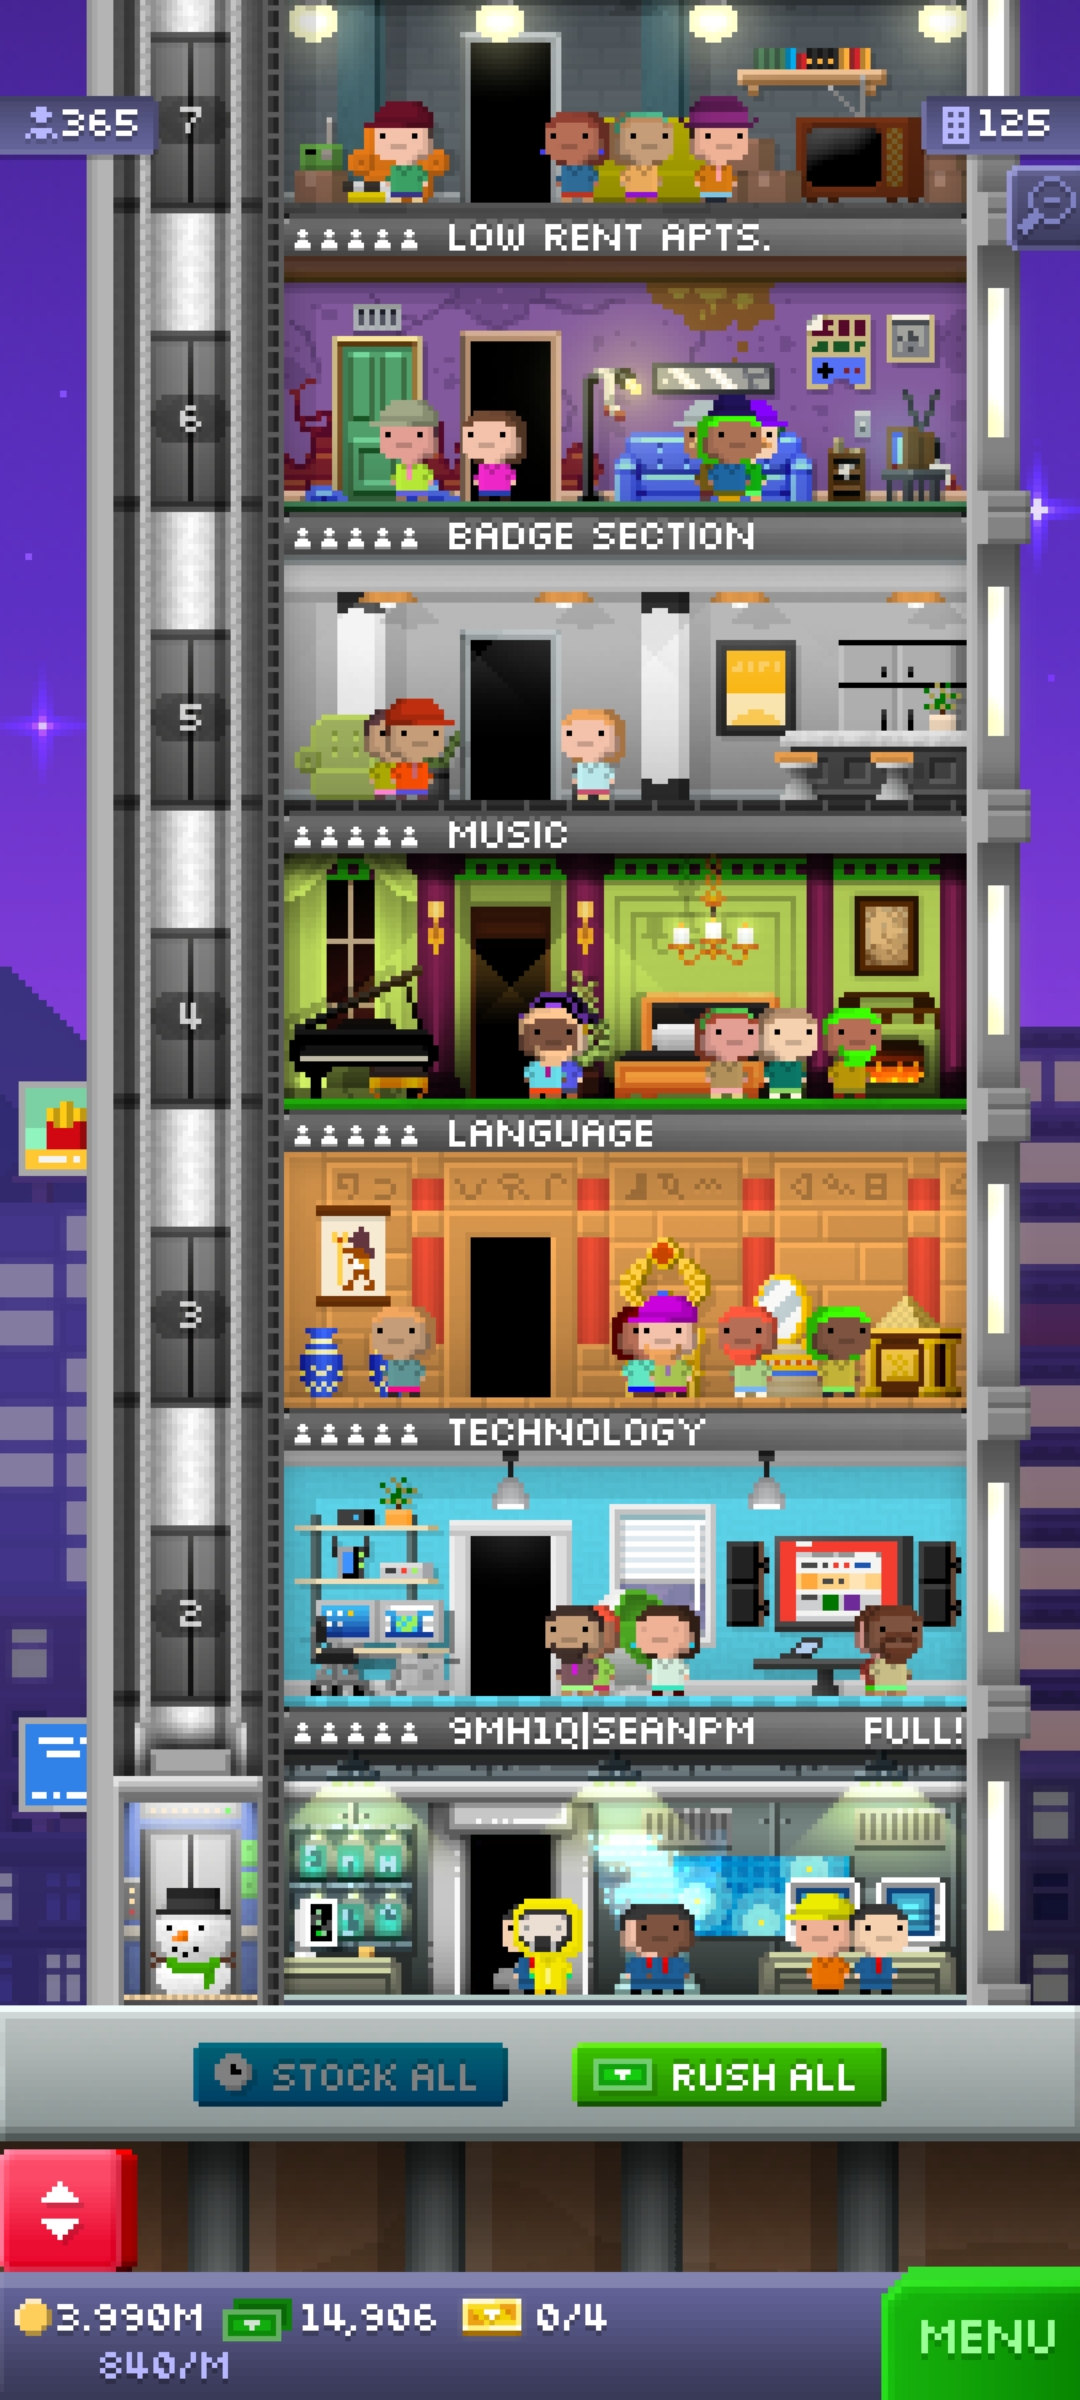 7
365
125
LOW RENT APTS.
6
BADGE SECTION
5
MUSIC
4
LANGUAGE
3
TECHNOLOGY
2
9MH1Q|SEANPM FULL!
STOCK ALL
RUSH ALL
3.990M
14,906
0/4
840/M
MENU